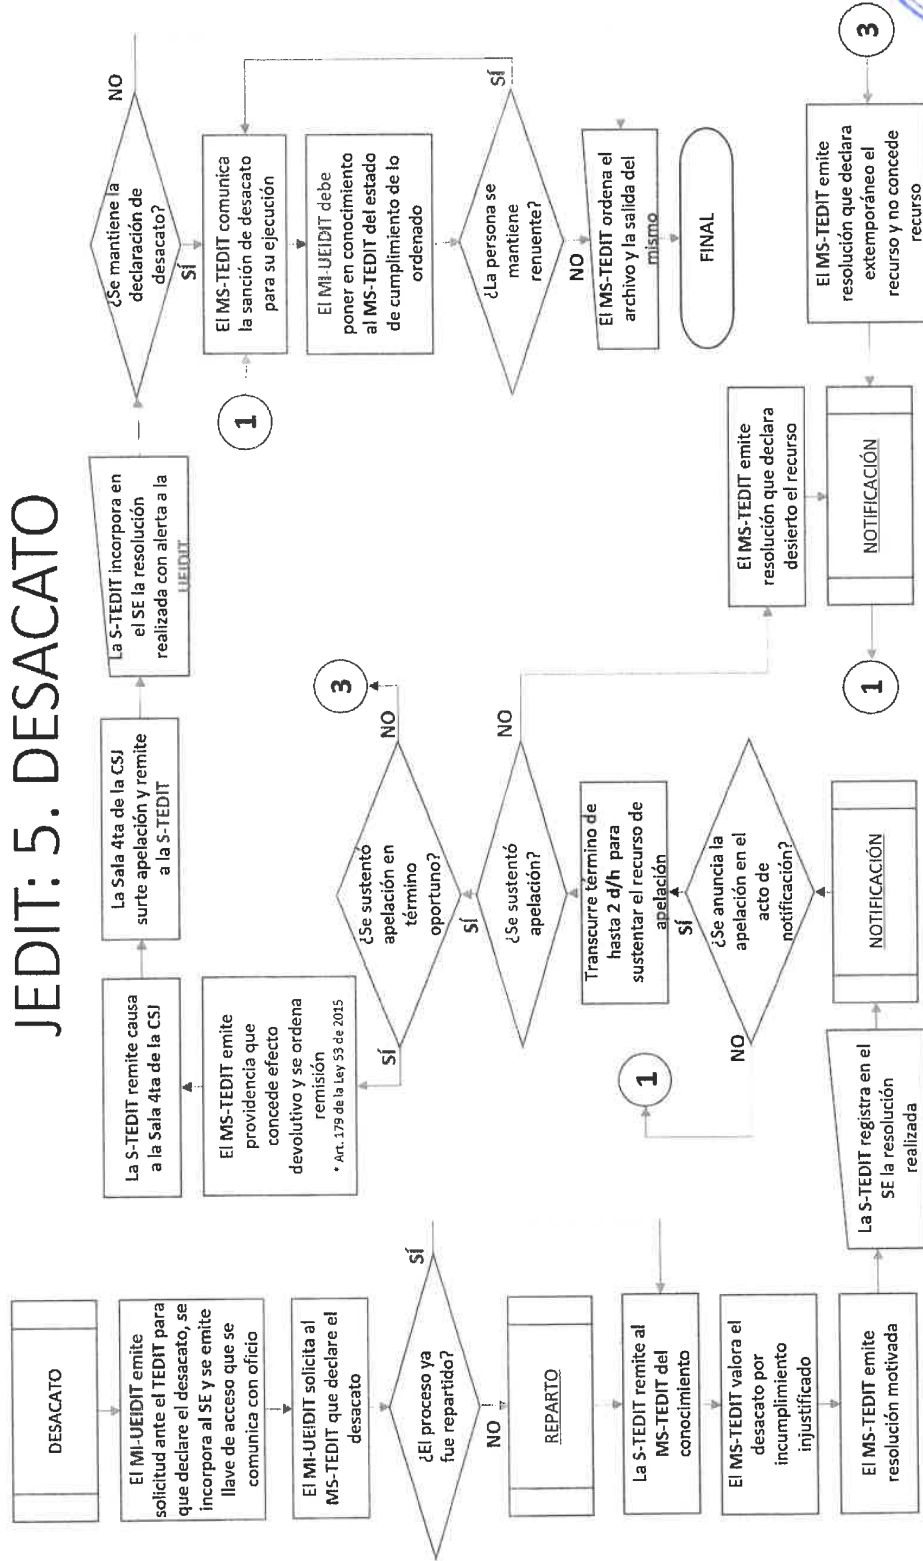 JEDIT: 5. DESACATO
DESACATO
El MI-UEIDIT emite
solicitud ante el TEDIT para
que declare el desacato, se
incorpora al SE y se emite
llave de acceso que se
comunica con oficio
El MI-UEIDIT solicita al
MS-TEDIT que declare el
desacato
¿El proceso ya
fue repartido?
SÍ
NO
REPARTO
La S-TEDIT remite al
MS-TEDIT del
conocimiento
El MS-TEDIT valora el
desacato por
incumplimiento
injustificado
El MS-TEDIT emite
resolución motivada
La S-TEDIT registra en el
SE la resolución
realizada
NOTIFICACIÓN
¿Se anuncia la
apelación en el
acto de
notificación?
NO
1
SÍ
Transcurre término de
hasta 2 d/h para
sustentar el recurso de
apelación
¿Se sustentó
apelación?
NO
SÍ
¿Se sustentó
apelación en
término
oportuno?
NO
3
SÍ
El MS-TEDIT emite
providencia que
concede efecto
devolutivo y se ordena
remisión
* Art. 179 de la Ley 53 de 2015
La S-TEDIT remite causa
a la Sala 4ta de la CSJ
La Sala 4ta de la CSJ
surte apelación y remite
a la S-TEDIT
La S-TEDIT incorpora en
el SE la resolución
realizada con alerta a la
UEIDIT
¿Se mantiene la
declaración de
desacato?
NO
SÍ
1
El MS-TEDIT comunica
la sanción de desacato
para su ejecución
El MI-UEIDIT debe
poner en conocimiento
al MS-TEDIT del estado
de cumplimiento de lo
ordenado
¿La persona se
mantiene
renuente?
SÍ
NO
El MS-TEDIT ordena el
archivo y la salida del
mismo
FINAL
El MS-TEDIT emite
resolución que declara
desierto el recurso
NOTIFICACIÓN
1
El MS-TEDIT emite
resolución que declara
extemporáneo el
recurso y no concede
recurso
3